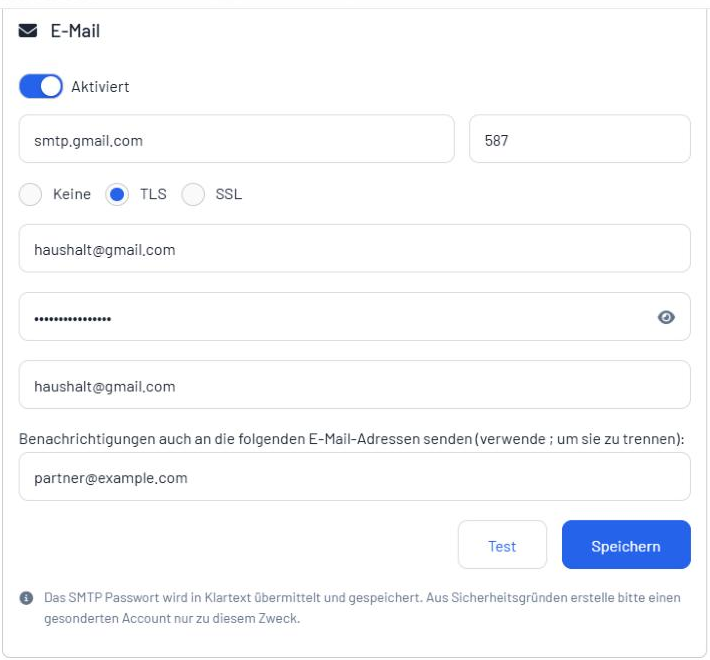 E-Mail
Aktiviert
smtp.gmail.com
587
Keine TLS SSL
haushalt@gmail.com
••••••••••••••••
haushalt@gmail.com
Benachrichtigungen auch an die folgenden E-Mail-Adressen senden (verwende ; um sie zu trennen):
partner@example.com
Test
Speichern
Das SMTP Passwort wird in Klartext übermittelt und gespeichert. Aus Sicherheitsgründen erstelle bitte einen
gesonderten Account nur zu diesem Zweck.